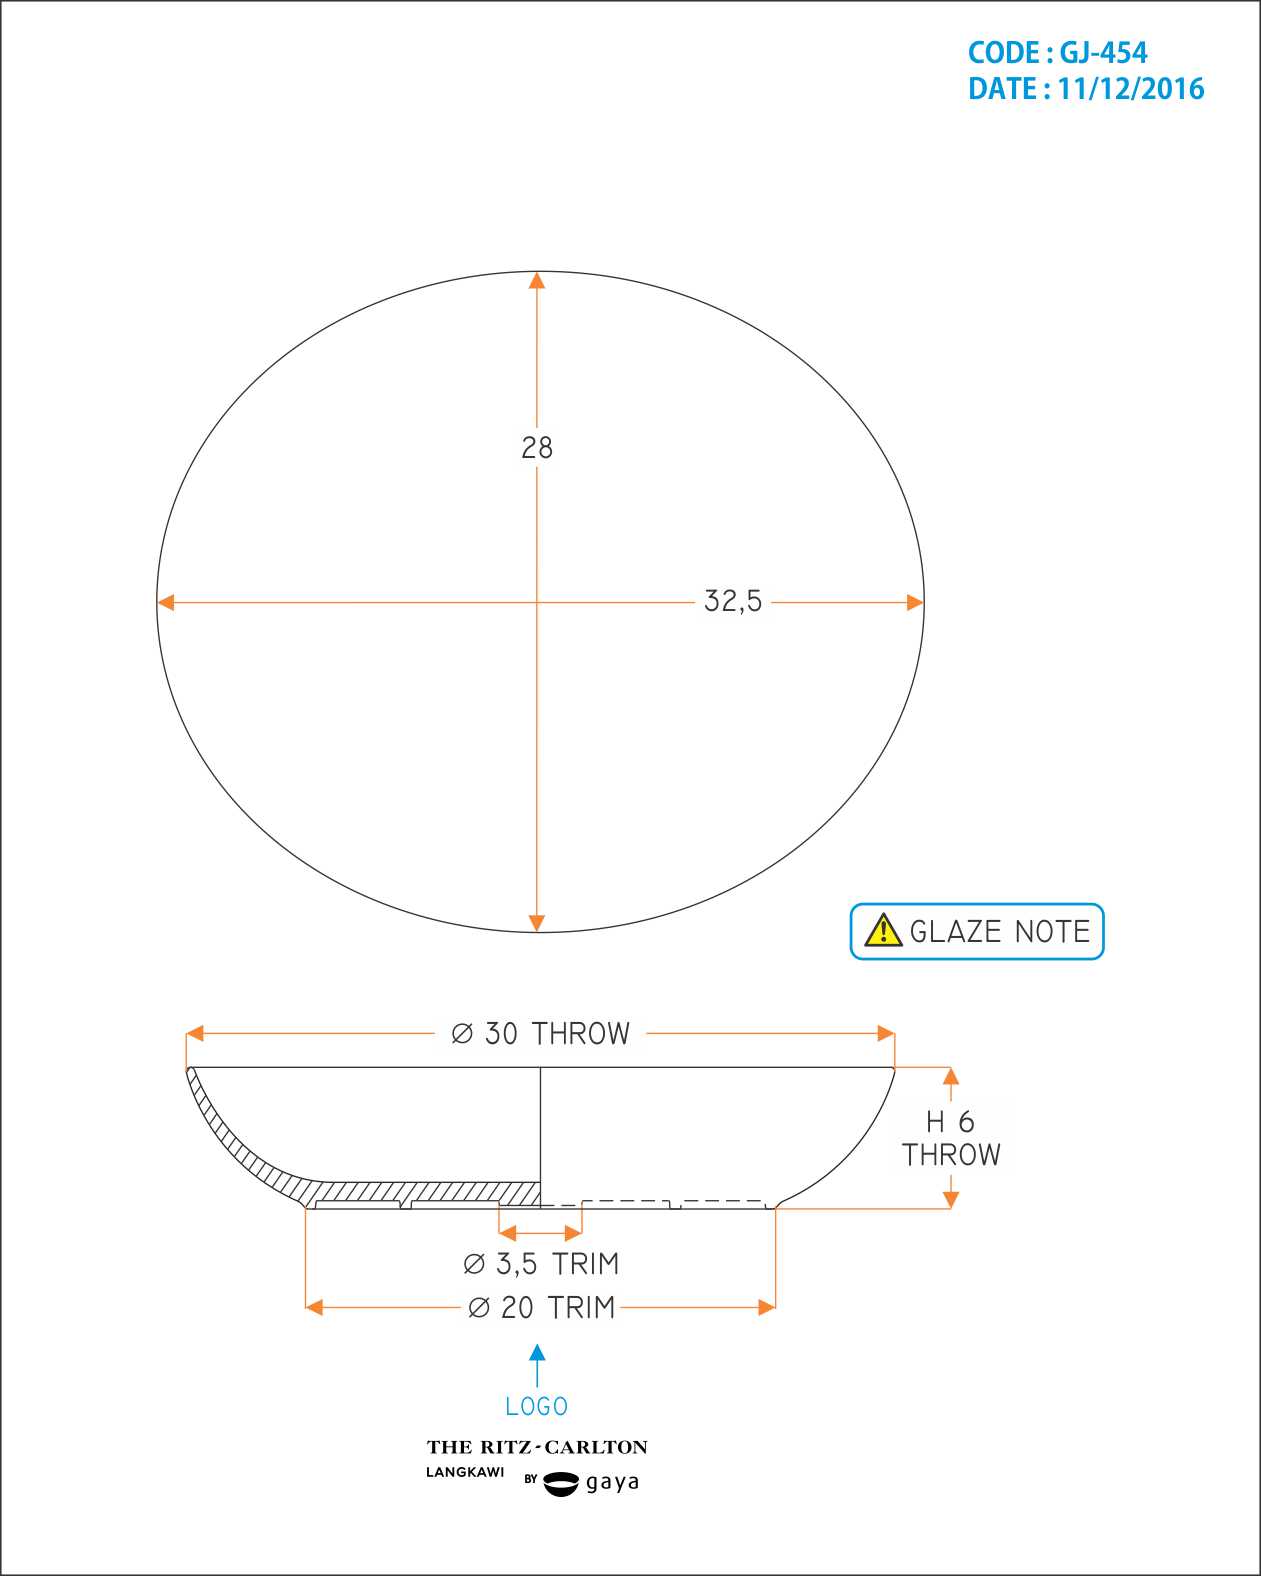 CODE : GJ-454
DATE : 11/12/2016
28
32,5
GLAZE NOTE
Ø 30 THROW
H 6
THROW
Ø 3,5 TRIM
Ø 20 TRIM
LOGO
THE RITZ-CARLTON
LANGKAWI
BY gaya